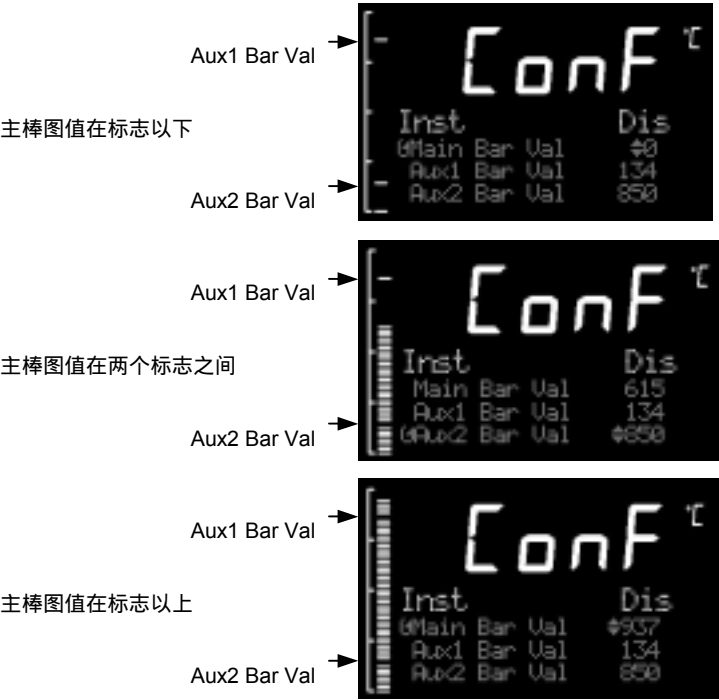 Aux1 Bar Val
主棒图值在标志以下
Aux2 Bar Val
ConF ℃
Inst Dis
Main Bar Val 0
Aux1 Bar Val 134
Aux2 Bar Val 850
Aux1 Bar Val
主棒图值在两个标志之间
Aux2 Bar Val
ConF ℃
Inst Dis
Main Bar Val 615
Aux1 Bar Val 134
Aux2 Bar Val 850
Aux1 Bar Val
主棒图值在标志以上
Aux2 Bar Val
ConF ℃
Inst Dis
Main Bar Val 937
Aux1 Bar Val 134
Aux2 Bar Val 850